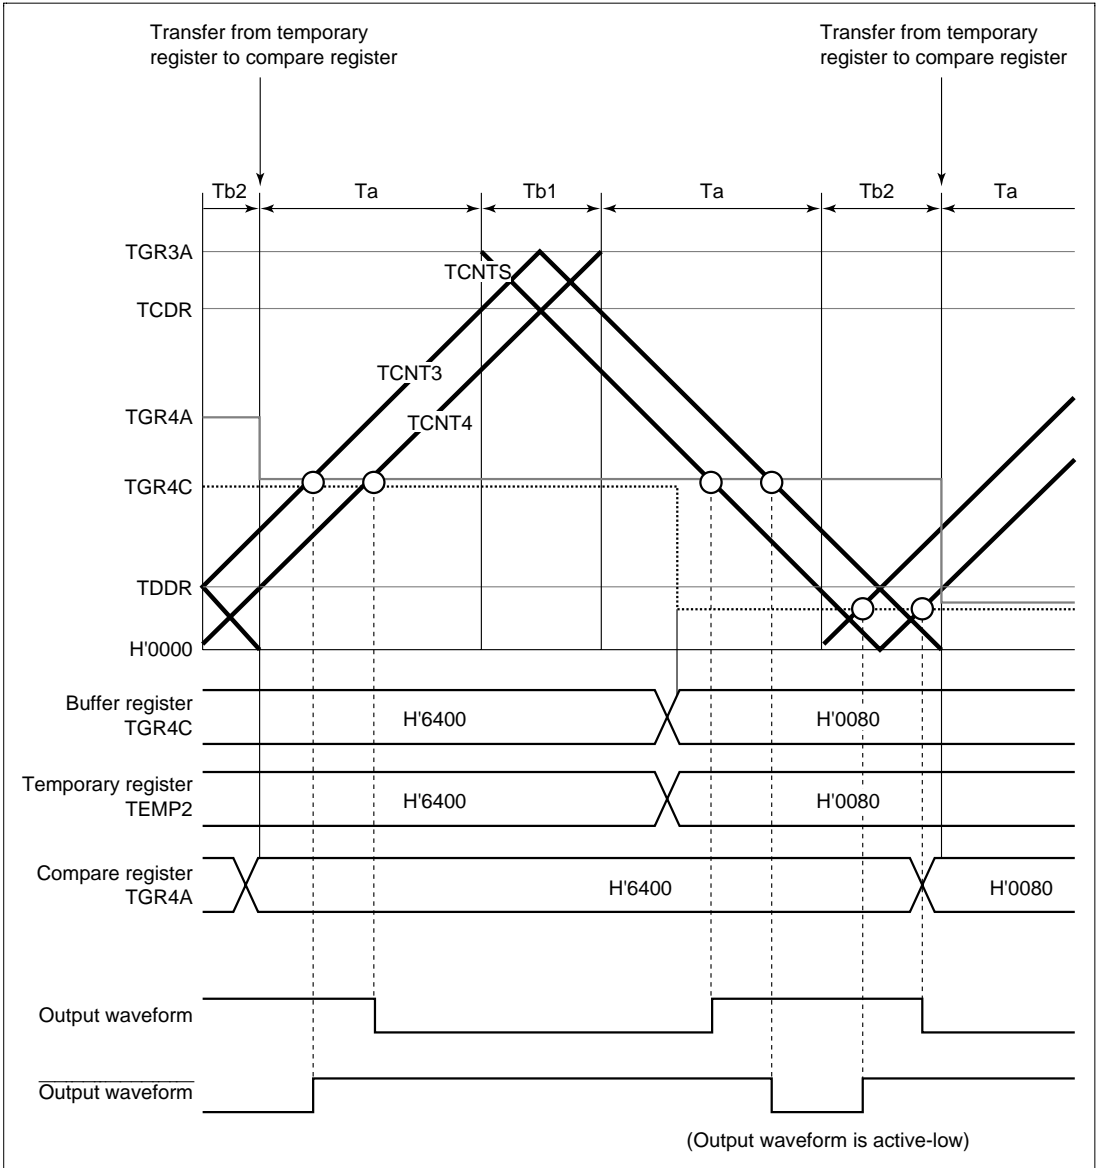 Transfer from temporary
register to compare register
Transfer from temporary
register to compare register
Tb2
Ta
Tb1
Ta
Tb2
Ta
TGR3A
TCNTS
TCDR
TCNT3
TGR4A
TCNT4
TGR4C
TDDR
H'0000
Buffer register
TGR4C
H'6400
H'0080
Temporary register
TEMP2
H'6400
H'0080
Compare register
TGR4A
H'6400
H'0080
Output waveform
Output waveform
(Output waveform is active-low)